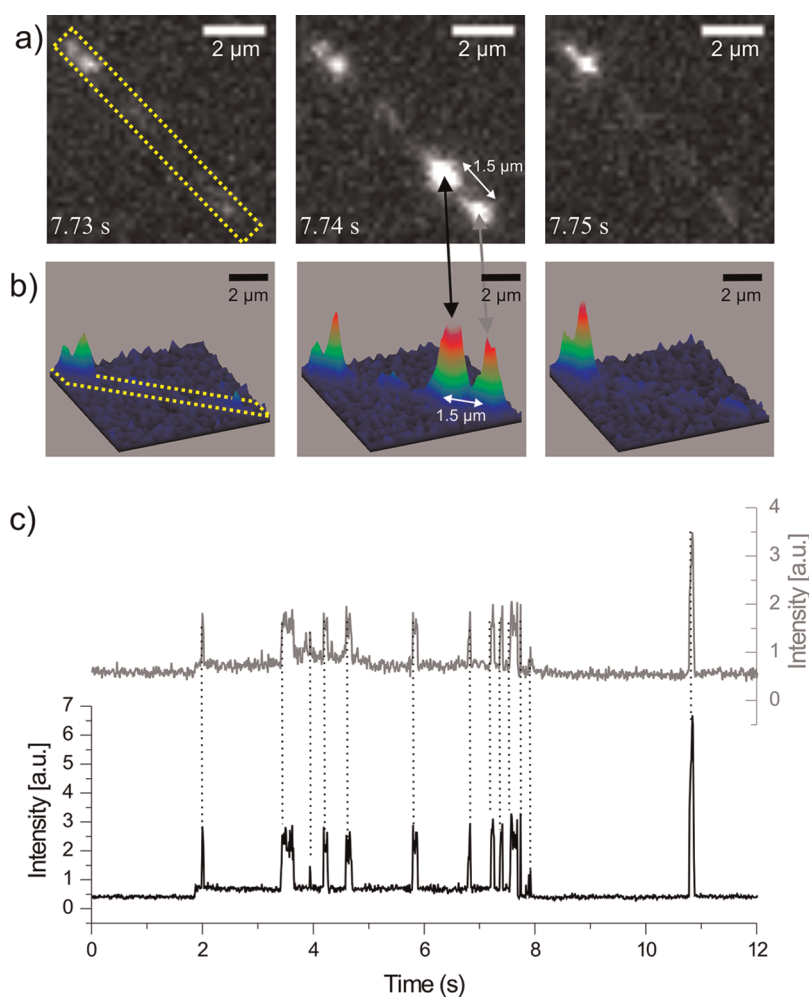 a)
2 µm
2 µm
2 µm
1.5 µm
7.73 s
7.74 s
7.75 s
b)
2 µm
2 µm
2 µm
1.5 µm
c)
4
3
2
1
0
Intensity [a.u.]
7
6
5
4
3
2
1
0
Intensity [a.u.]
0
2
4
6
8
10
12
Time (s)